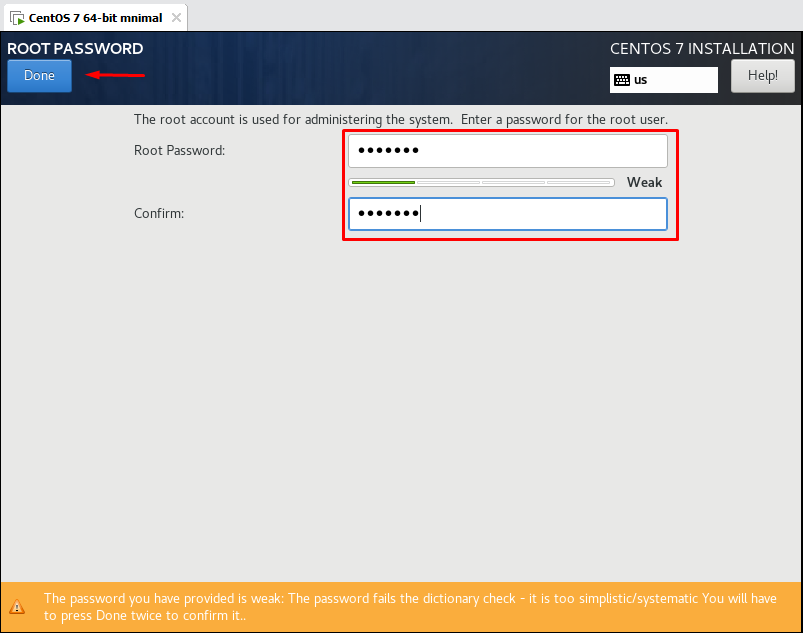 CentOS 7 64-bit mnimal
ROOT PASSWORD
CENTOS 7 INSTALLATION
Done
us
Help!
The root account is used for administering the system.  Enter a password for the root user.
Root Password:
●●●●●●●
Weak
Confirm:
●●●●●●●
The password you have provided is weak: The password fails the dictionary check - it is too simplistic/systematic You will have
to press Done twice to confirm it..